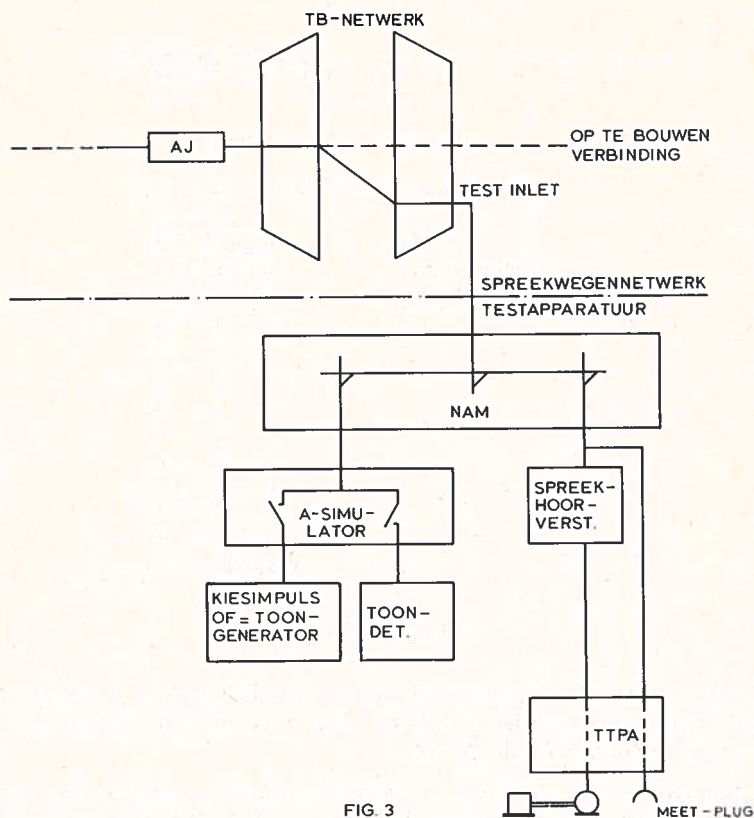 TB-NETWERK
AJ
OP TE BOUWEN
VERBINDING
TEST INLET
SPREEKWEGENNETWERK
TESTAPPARATUUR
NAM
A-SIMU-
LATOR
SPREEK-
HOOR-
VERST.
KIESIMPULS
OF = TOON-
GENERATOR
TOON-
DET.
TTPA
FIG. 3
MEET-PLUG